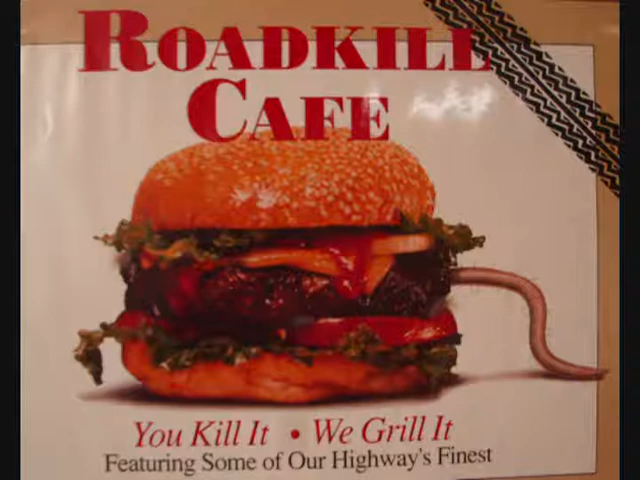 ROADKILL
CAFE
You Kill It • We Grill It
Featuring Some of Our Highway's Finest